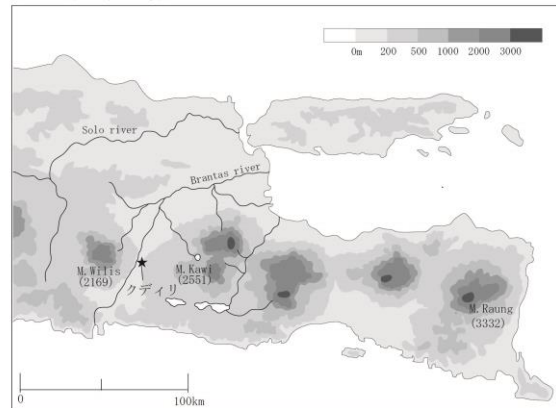 0m 200 500 1000 2000 3000
Solo river
Brantas river
M.Wilis
(2169)
M.Kawi
(2551)
クディリ
M.Raung
(3332)
0 100km